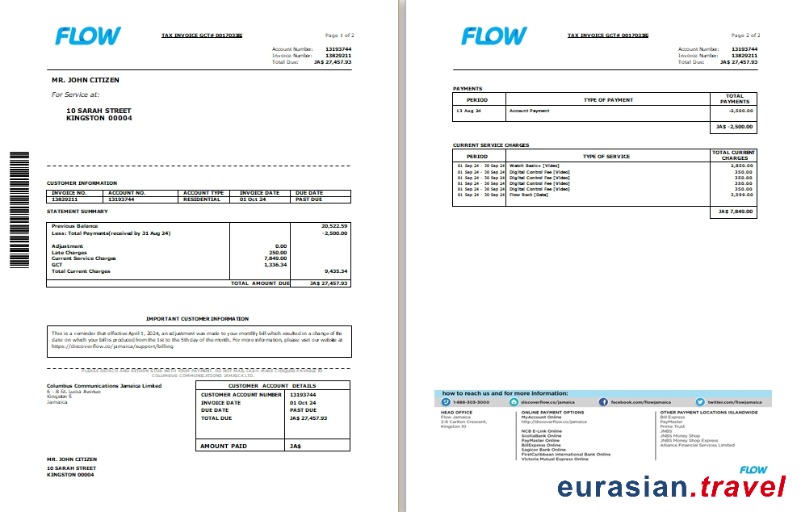 FLOW
TAX INVOICE GCT# 001703386
Page 1 of 2
Account Number: 13193744
Invoice Number: 13829211
Total Due: JA$ 27,457.93
MR. JOHN CITIZEN
For Service at:
10 SARAH STREET
KINGSTON 00004
CUSTOMER INFORMATION
INVOICE NO. ACCOUNT NO. ACCOUNT TYPE INVOICE DATE DUE DATE
13829211 13193744 RESIDENTIAL 01 Oct 24 PAST DUE
STATEMENT SUMMARY
Previous Balance 20,522.59
Less: Total Payments(received by 31 Aug 24) -2,500.00
Adjustment 0.00
Late Charges 250.00
Current Service Charges 7,849.00
GCT 1,336.34
Total Current Charges 9,435.34
TOTAL AMOUNT DUE JA$ 27,457.93
IMPORTANT CUSTOMER INFORMATION
This is a reminder that effective April 1, 2024, an adjustment was made to your monthly bill which resulted in a change of the
date on which your bill is produced from the 1st to the 5th day of the month. For more information, please visit our website at
https://discoverflow.co/jamaica/support/billing
COLUMBUS COMMUNICATIONS JAMAICA LTD.
Columbus Communications Jamaica Limited
6 - 8 St. Lucia Avenue
Kingston 5
Jamaica
CUSTOMER ACCOUNT DETAILS
CUSTOMER ACCOUNT NUMBER 13193744
INVOICE DATE 01 Oct 24
DUE DATE PAST DUE
TOTAL DUE JA$ 27,457.93
AMOUNT PAID JA$
MR. JOHN CITIZEN
10 SARAH STREET
KINGSTON 00004
FLOW
TAX INVOICE GCT# 001703386
Page 2 of 2
Account Number: 13193744
Invoice Number: 13829211
Total Due: JA$ 27,457.93
PAYMENTS
PERIOD TYPE OF PAYMENT TOTAL PAYMENTS
13 Aug 24 Account Payment -2,500.00
JA$ -2,500.00
CURRENT SERVICE CHARGES
PERIOD TYPE OF SERVICE TOTAL CURRENT CHARGES
01 Sep 24 - 30 Sep 24 Watch Basic+ [Video] 2,850.00
01 Sep 24 - 30 Sep 24 Digital Control Fee [Video] 350.00
01 Sep 24 - 30 Sep 24 Digital Control Fee [Video] 350.00
01 Sep 24 - 30 Sep 24 Digital Control Fee [Video] 350.00
01 Sep 24 - 30 Sep 24 Digital Control Fee [Video] 350.00
01 Sep 24 - 30 Sep 24 Flow [Data]
JA$ 7,849.00
how to reach us and for more information:
1-888-303-3000 discoverflow.co/jamaica facebook.com/flowjamaica twitter.com/flowjamaica
HEAD OFFICE
Flow Jamaica
2-6 Carlton Crescent,
Kingston 10
ONLINE PAYMENT OPTIONS
MyAccount Online
http://discoverflow.co/jamaica
NCB E-Link Online
ScotiaBank Online
PayMaster Online
BillExpress Online
Sagicor Bank Online
FirstCaribbean International Bank Online
Victoria Mutual Express Online
OTHER PAYMENT LOCATIONS ISLANDWIDE
Bill Express
PayMaster
Prime Trust
JNBS
JNBS Money Shop
JNBS Money Shop Express
Alliance Financial Services Limited
FLOW
eurasian.travel